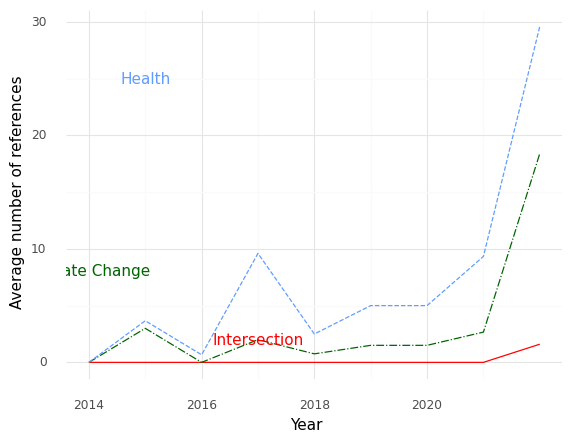 30
Health
20
Average number of references
10
ate Change
Intersection
0
2014 2016 2018 2020
Year